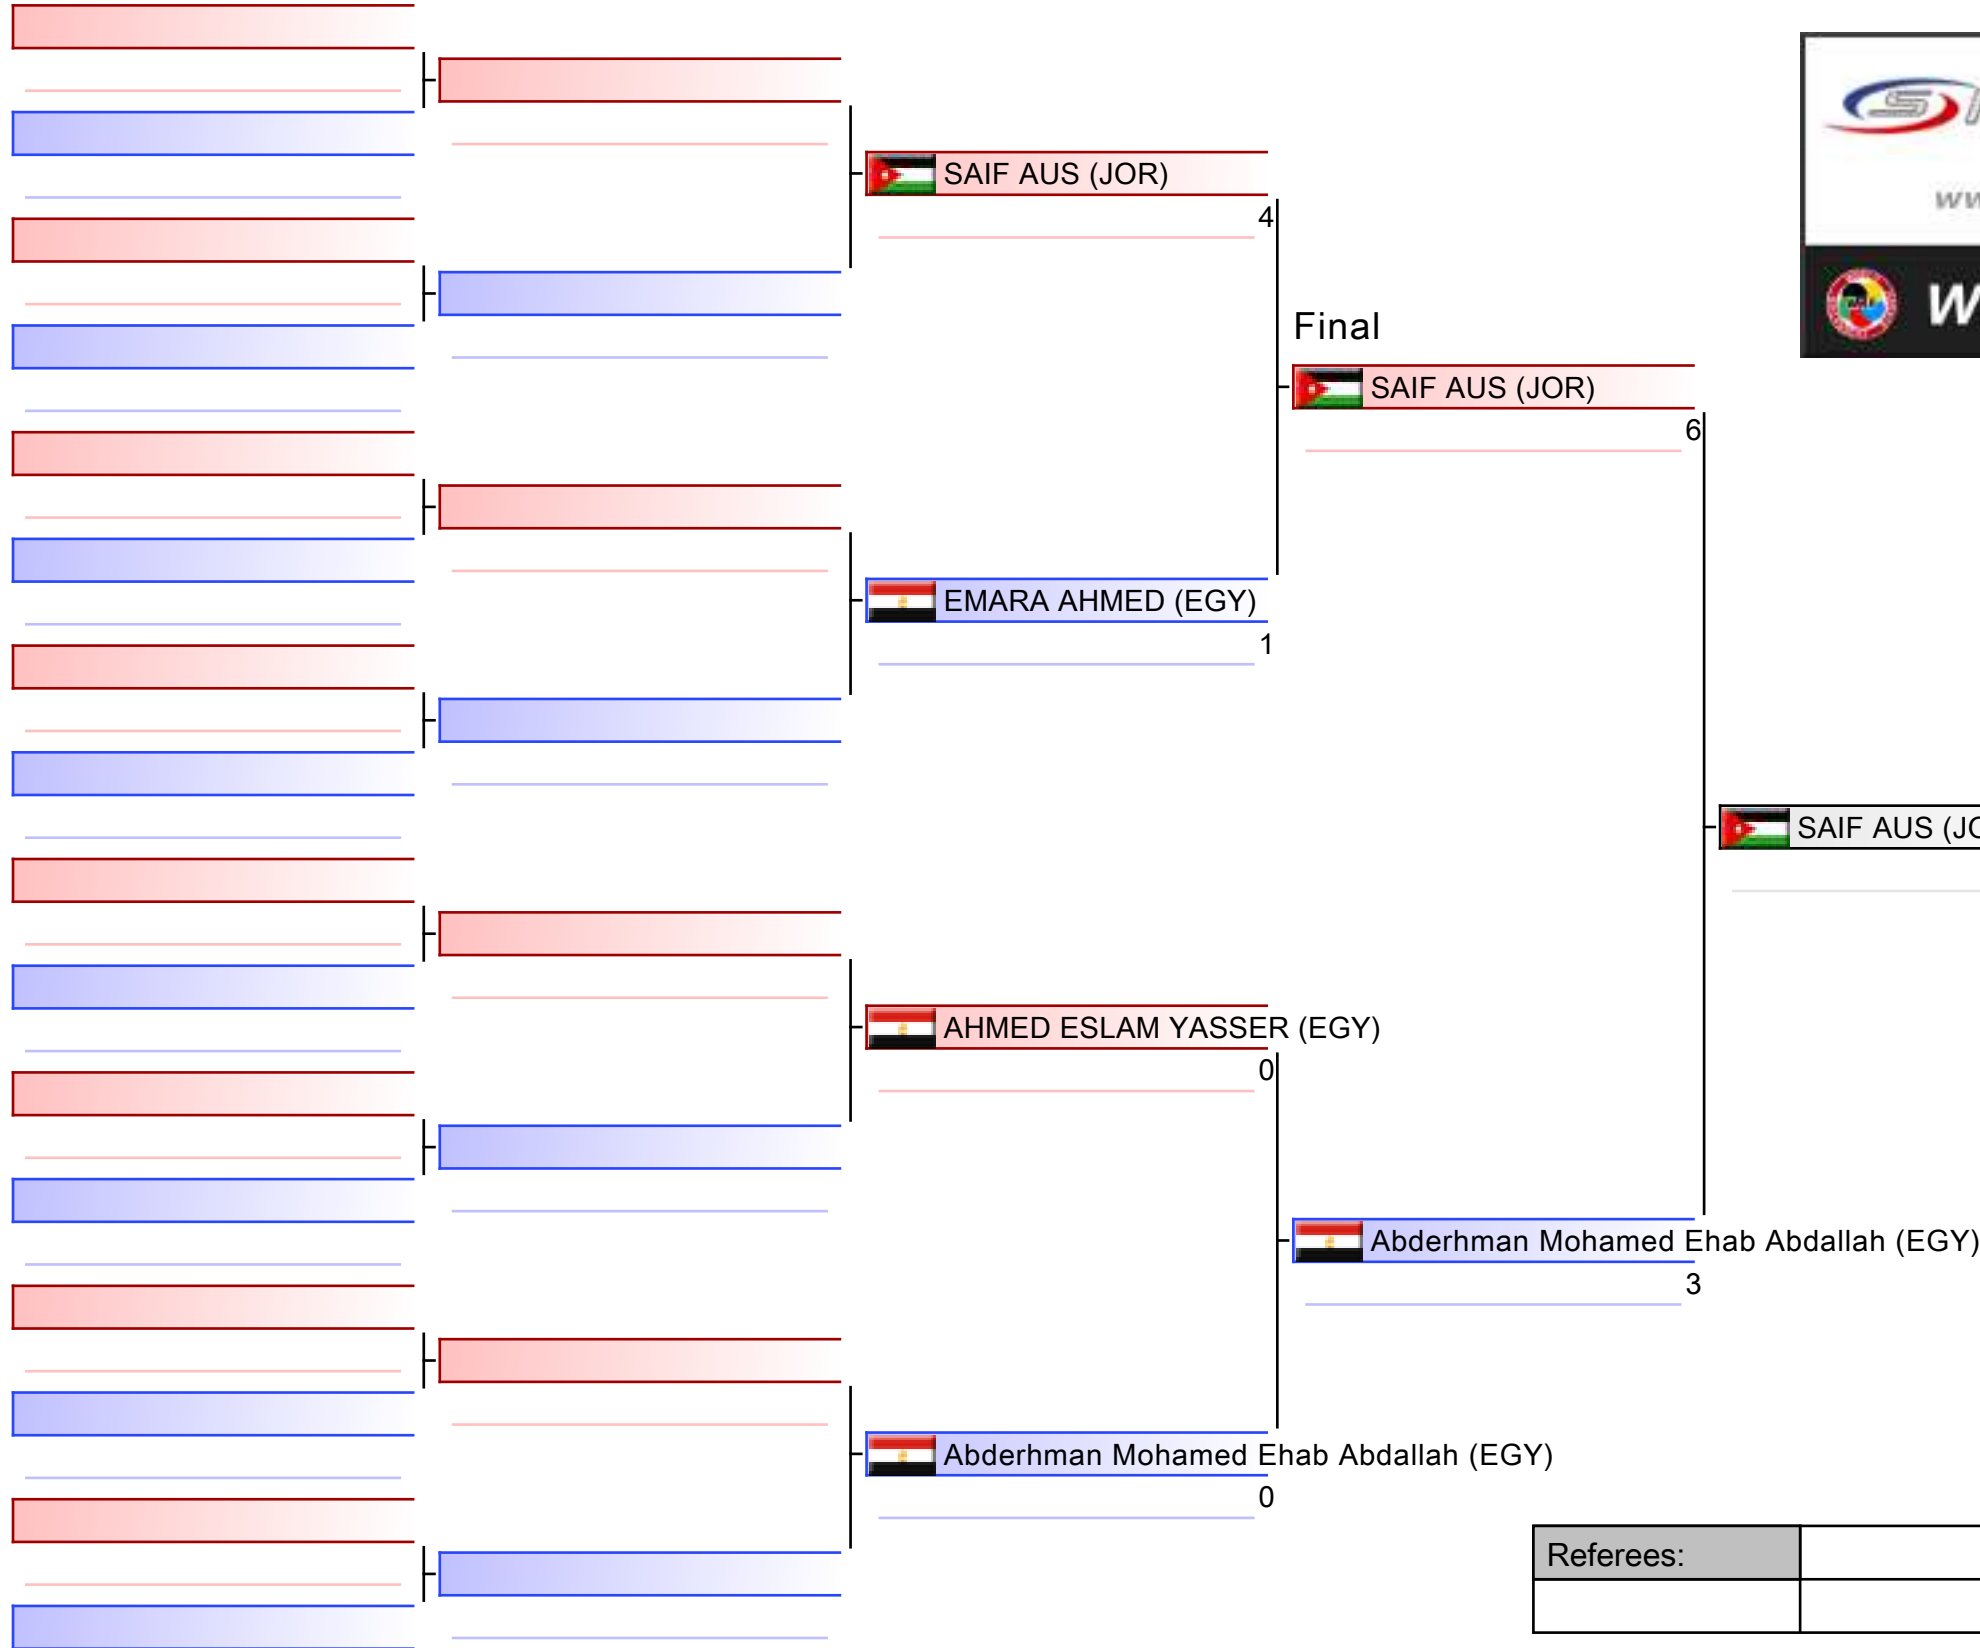 SAIF AUS (JOR)
4
Final
SAIF AUS (JOR)
6
EMARA AHMED (EGY)
1
SAIF AUS
AHMED ESLAM YASSER (EGY)
0
Abderhman Mohamed Ehab Abdallah (EGY)
3
Abderhman Mohamed Ehab Abdallah (EGY)
0
Referees: